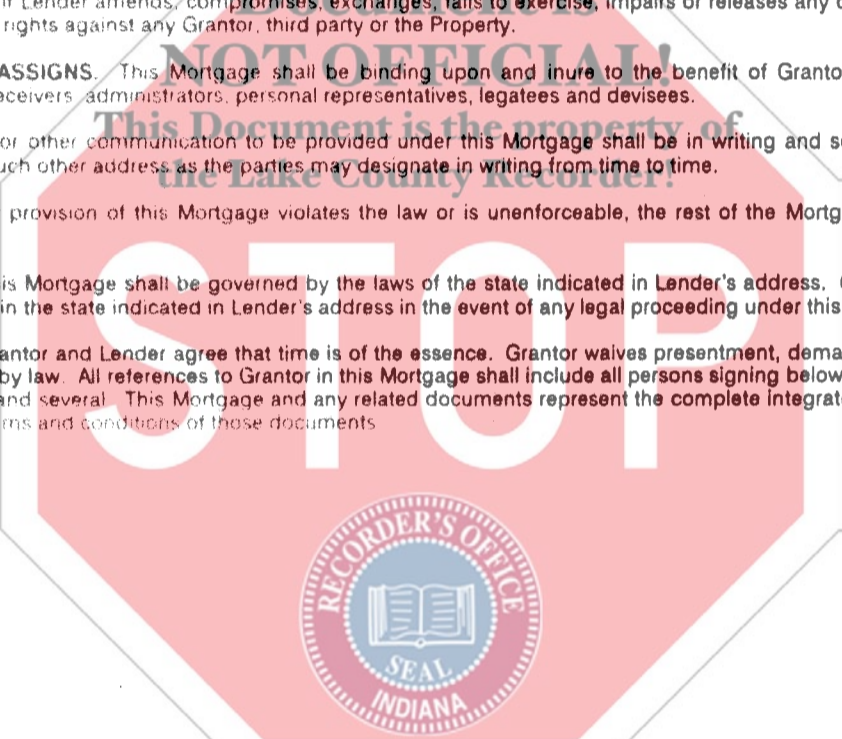 if Lender amends, compromises, exchanges, fails to exercise, impairs or releases any
Document is
rights against any Grantor, third party or the Property.
NOT OFFICIAL!
ASSIGNS. This Mortgage shall be binding upon and inure to the benefit of Granto
eceivers administrators, personal representatives, legatees and devisees.
This Document is the property of
or other communication to be provided under this Mortgage shall be in writing and s
uch other address as the parties may designate in writing from time to time.
the Lake County Recorder!
provision of this Mortgage violates the law or is unenforceable, the rest of the Mortg
STOP
is Mortgage shall be governed by the laws of the state indicated in Lender's address.
in the state indicated in Lender's address in the event of any legal proceeding under this
antor and Lender agree that time is of the essence. Grantor waives presentment, dema
by law. All references to Grantor in this Mortgage shall include all persons signing below
and several. This Mortgage and any related documents represent the complete integrat
ms and conditions of those documents
RECORDER'S OFFICE
SEAL
INDIANA